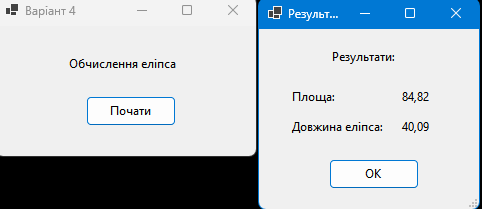 Варіант 4
Обчислення еліпса
Почати
Результ...
Результати:
Площа: 84,82
Довжина еліпса: 40,09
OK